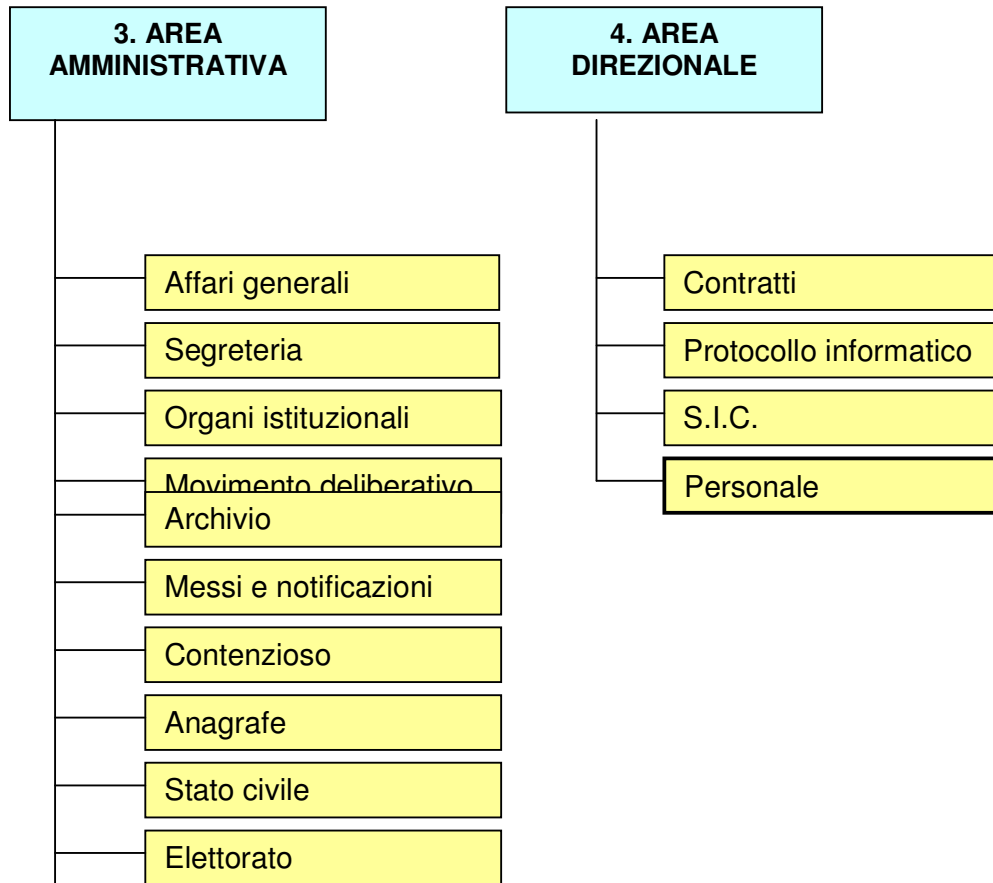 3. AREA
AMMINISTRATIVA
Affari generali
Segreteria
Organi istituzionali
Movimento deliberativo
Archivio
Messi e notificazioni
Contenzioso
Anagrafe
Stato civile
Elettorato
4. AREA
DIREZIONALE
Contratti
Protocollo informatico
S.I.C.
Personale